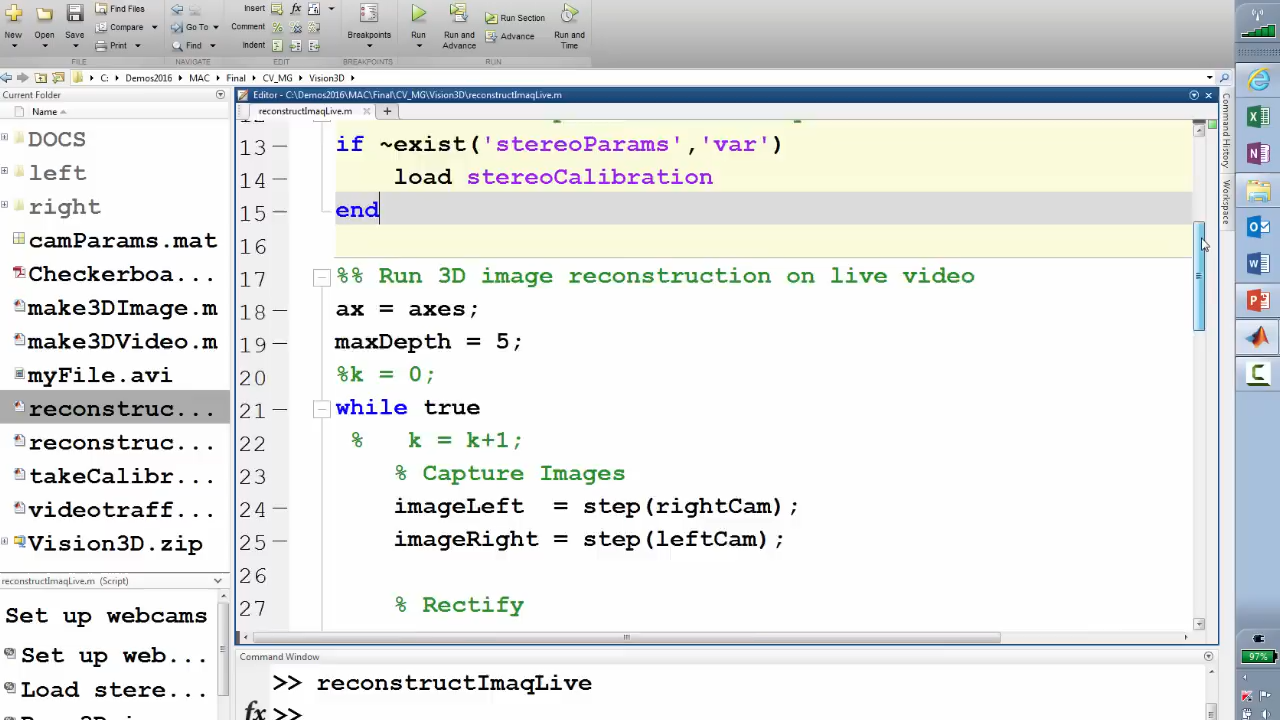 New
Open
Save
Find Files
Compare
Print
FILE
Go To
Find
NAVIGATE
Insert
Comment
Indent
EDIT
Breakpoints
BREAKPOINTS
Run
Run and
Advance
Run Section
Advance
Run and
Time
RUN
C: Demos2016 MAC Final CV_MG Vision3D
Current Folder
Name
DOCS
left
right
camParams.mat
Checkerboa...
make3DImage.m
make3DVideo.m
myFile.avi
reconstruc...
reconstruc...
takeCalibr...
videotraff...
Vision3D.zip
reconstructImaqLive.m (Script)
Set up webcams
Set up web...
Load stere...
Editor - C:\Demos2016\MAC\Final\CV_MG\Vision3D\reconstructImaqLive.m
reconstructImaqLive.m
13 if ~exist('stereoParams','var')
14 load stereoCalibration
15 end
16
17 %% Run 3D image reconstruction on live video
18 ax = axes;
19 maxDepth = 5;
20 %k = 0;
21 while true
22 % k = k+1;
23 % Capture Images
24 imageLeft = step(rightCam);
25 imageRight = step(leftCam);
26
27 % Rectify
Command Window
>> reconstructImaqLive
fx >>
Command History
Workspace
97%